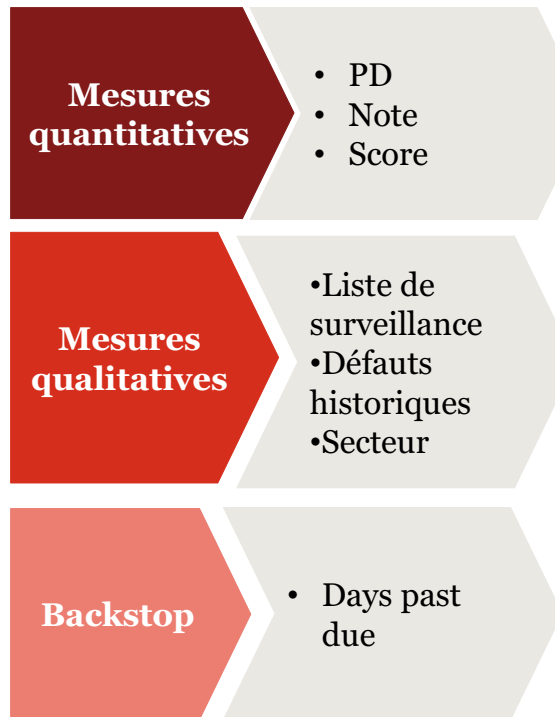 Mesures
quantitatives
• PD
• Note
• Score
Mesures
qualitatives
•Liste de
surveillance
•Défauts
historiques
•Secteur
Backstop
• Days past
due